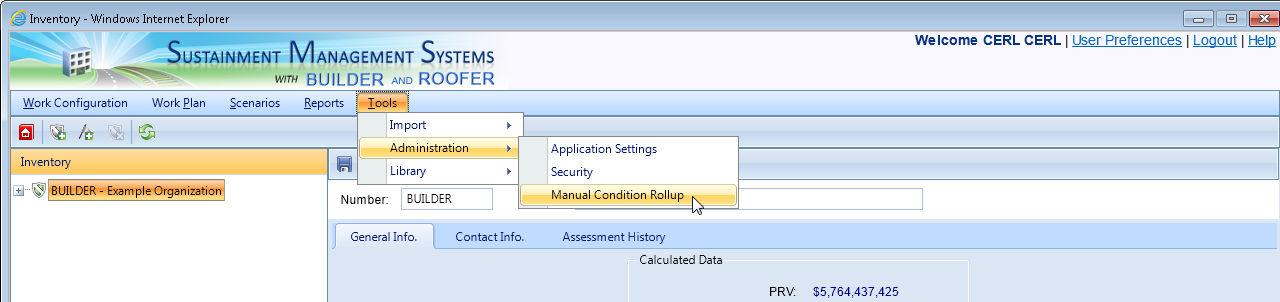 Inventory - Windows Internet Explorer
SUSTAINMENT MANAGEMENT SYSTEMS
WITH BUILDER AND ROOFER
Welcome CERL CERL | User Preferences | Logout | Help
Work Configuration Work Plan Scenarios Reports Tools
Import
Administration
Library
Application Settings
Security
Manual Condition Rollup
Inventory
BUILDER - Example Organization
Number: BUILDER
General Info. Contact Info. Assessment History
Calculated Data
PRV: $5,764,437,425